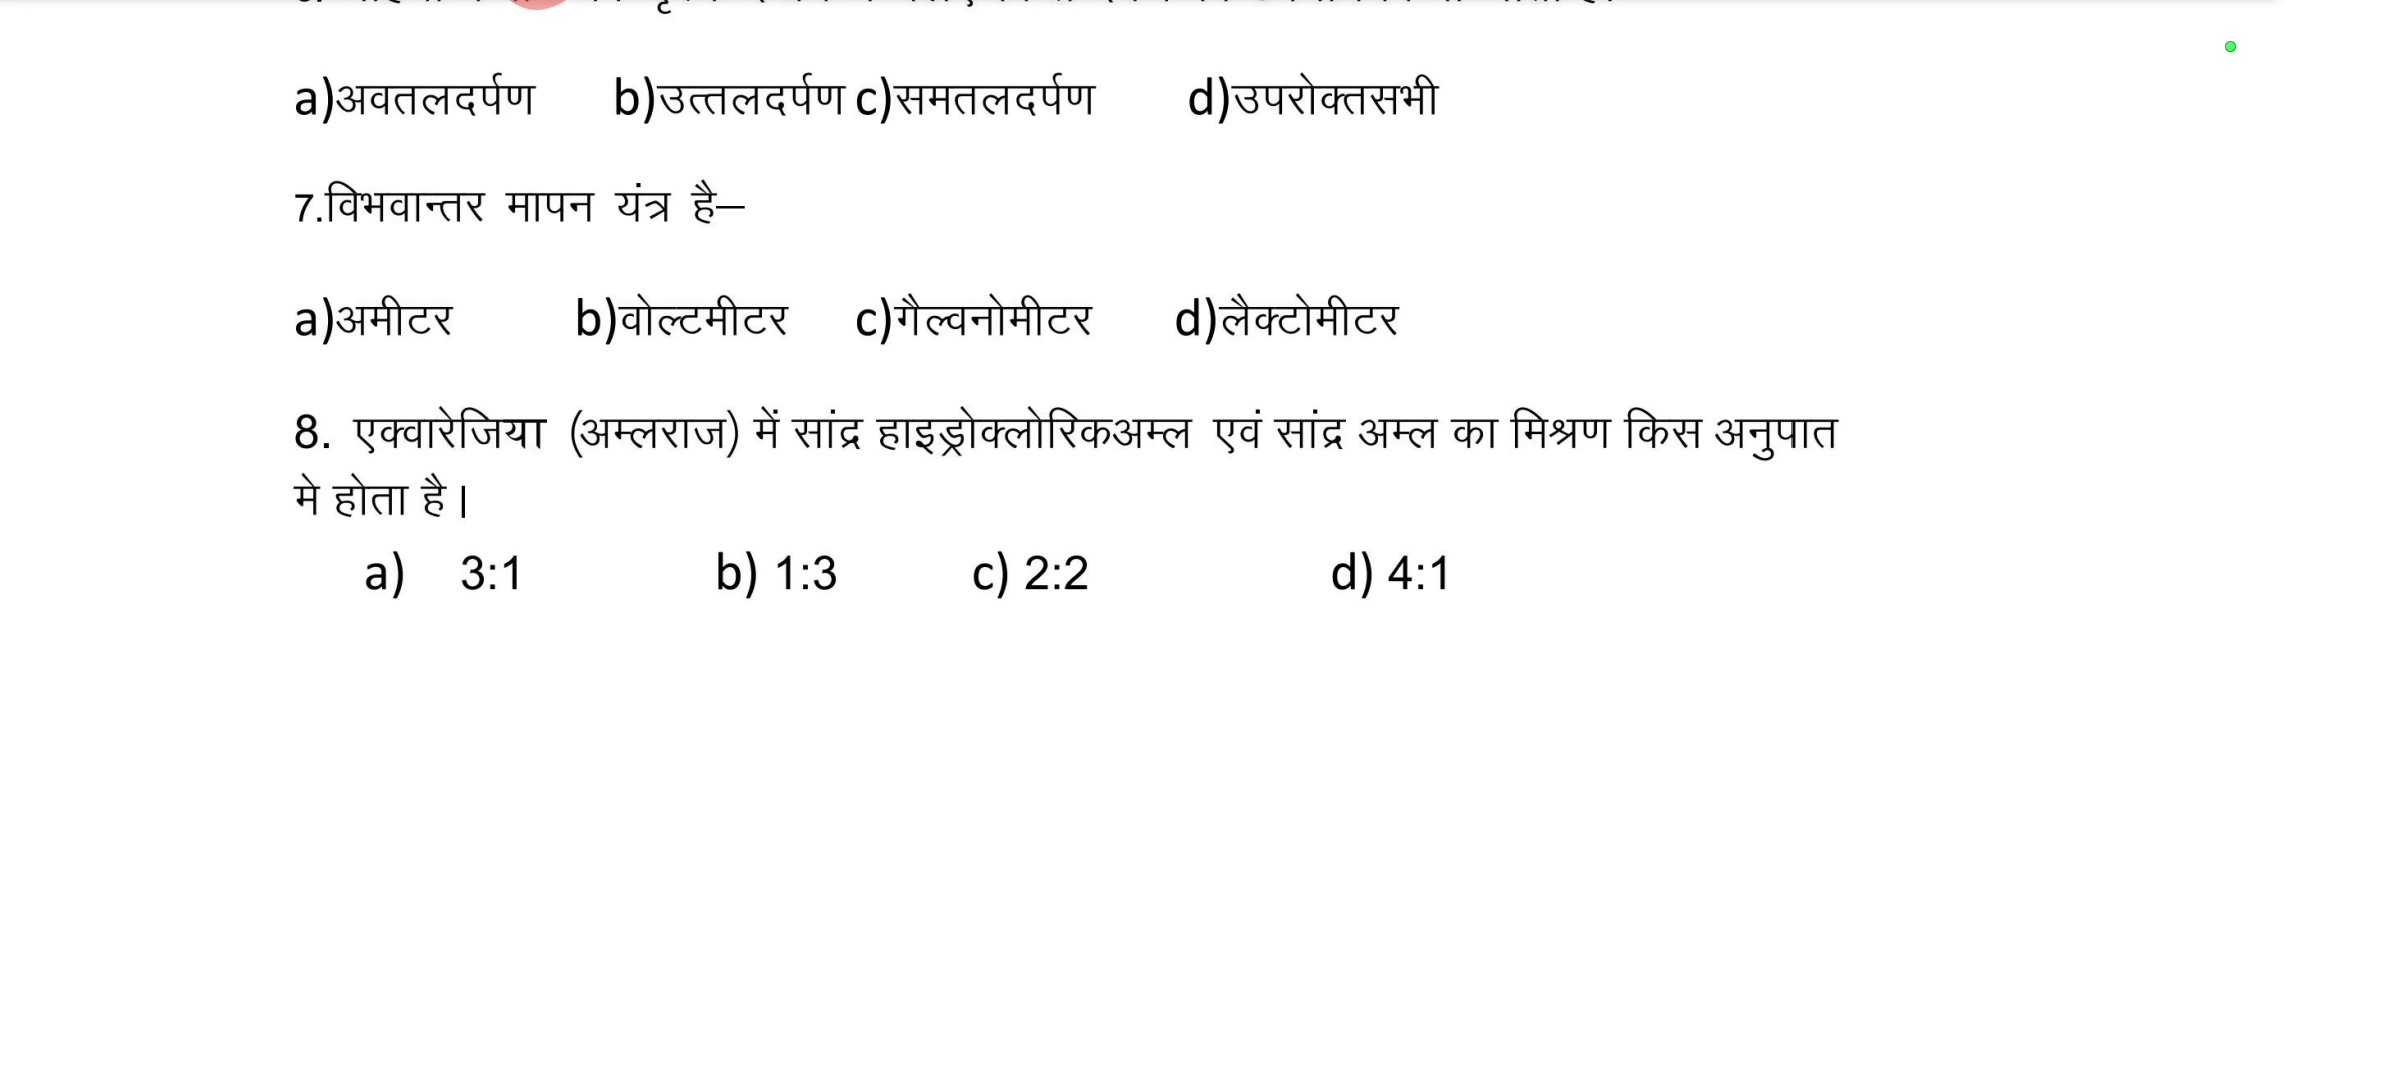 a)अवतलदर्पण b)उत्तलदर्पण c)समतलदर्पण d)उपरोक्तसभी
7.विभवान्तर मापन यंत्र है–
a)अमीटर b)वोल्टमीटर c)गैल्वनोमीटर d)लैक्टोमीटर
8. एक्वारेजिया (अम्लराज) में सांद्र हाइड्रोक्लोरिकअम्ल एवं सांद्र अम्ल का मिश्रण किस अनुपात
मे होता है।
a) 3:1 b) 1:3 c) 2:2 d) 4:1